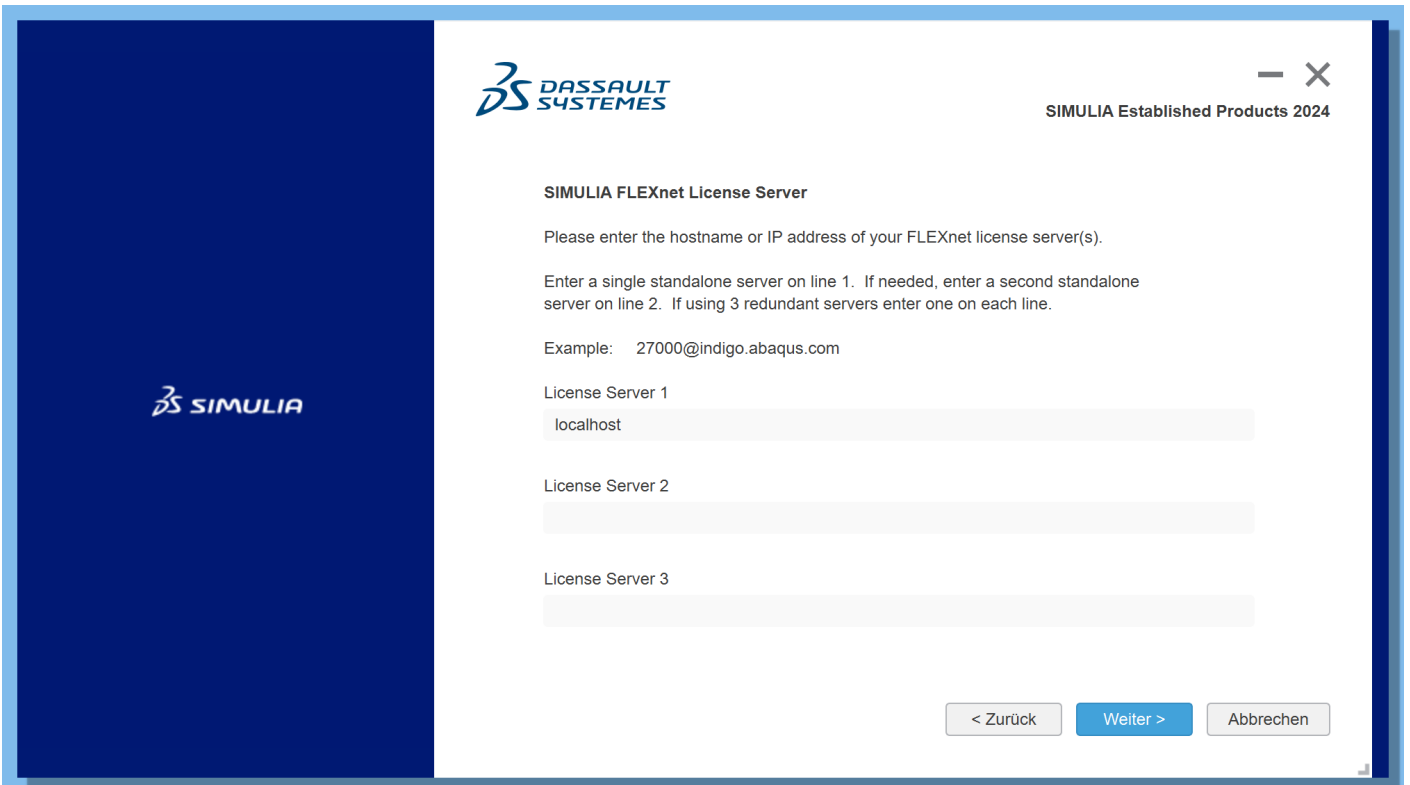 DASSAULT
SYSTEMES
SIMULIA Established Products 2024
SIMULIA FLEXnet License Server
Please enter the hostname or IP address of your FLEXnet license server(s).
Enter a single standalone server on line 1. If needed, enter a second standalone
server on line 2. If using 3 redundant servers enter one on each line.
Example: 27000@indigo.abaqus.com
License Server 1
localhost
SIMULIA
License Server 2
License Server 3
< Zurück Weiter > Abbrechen